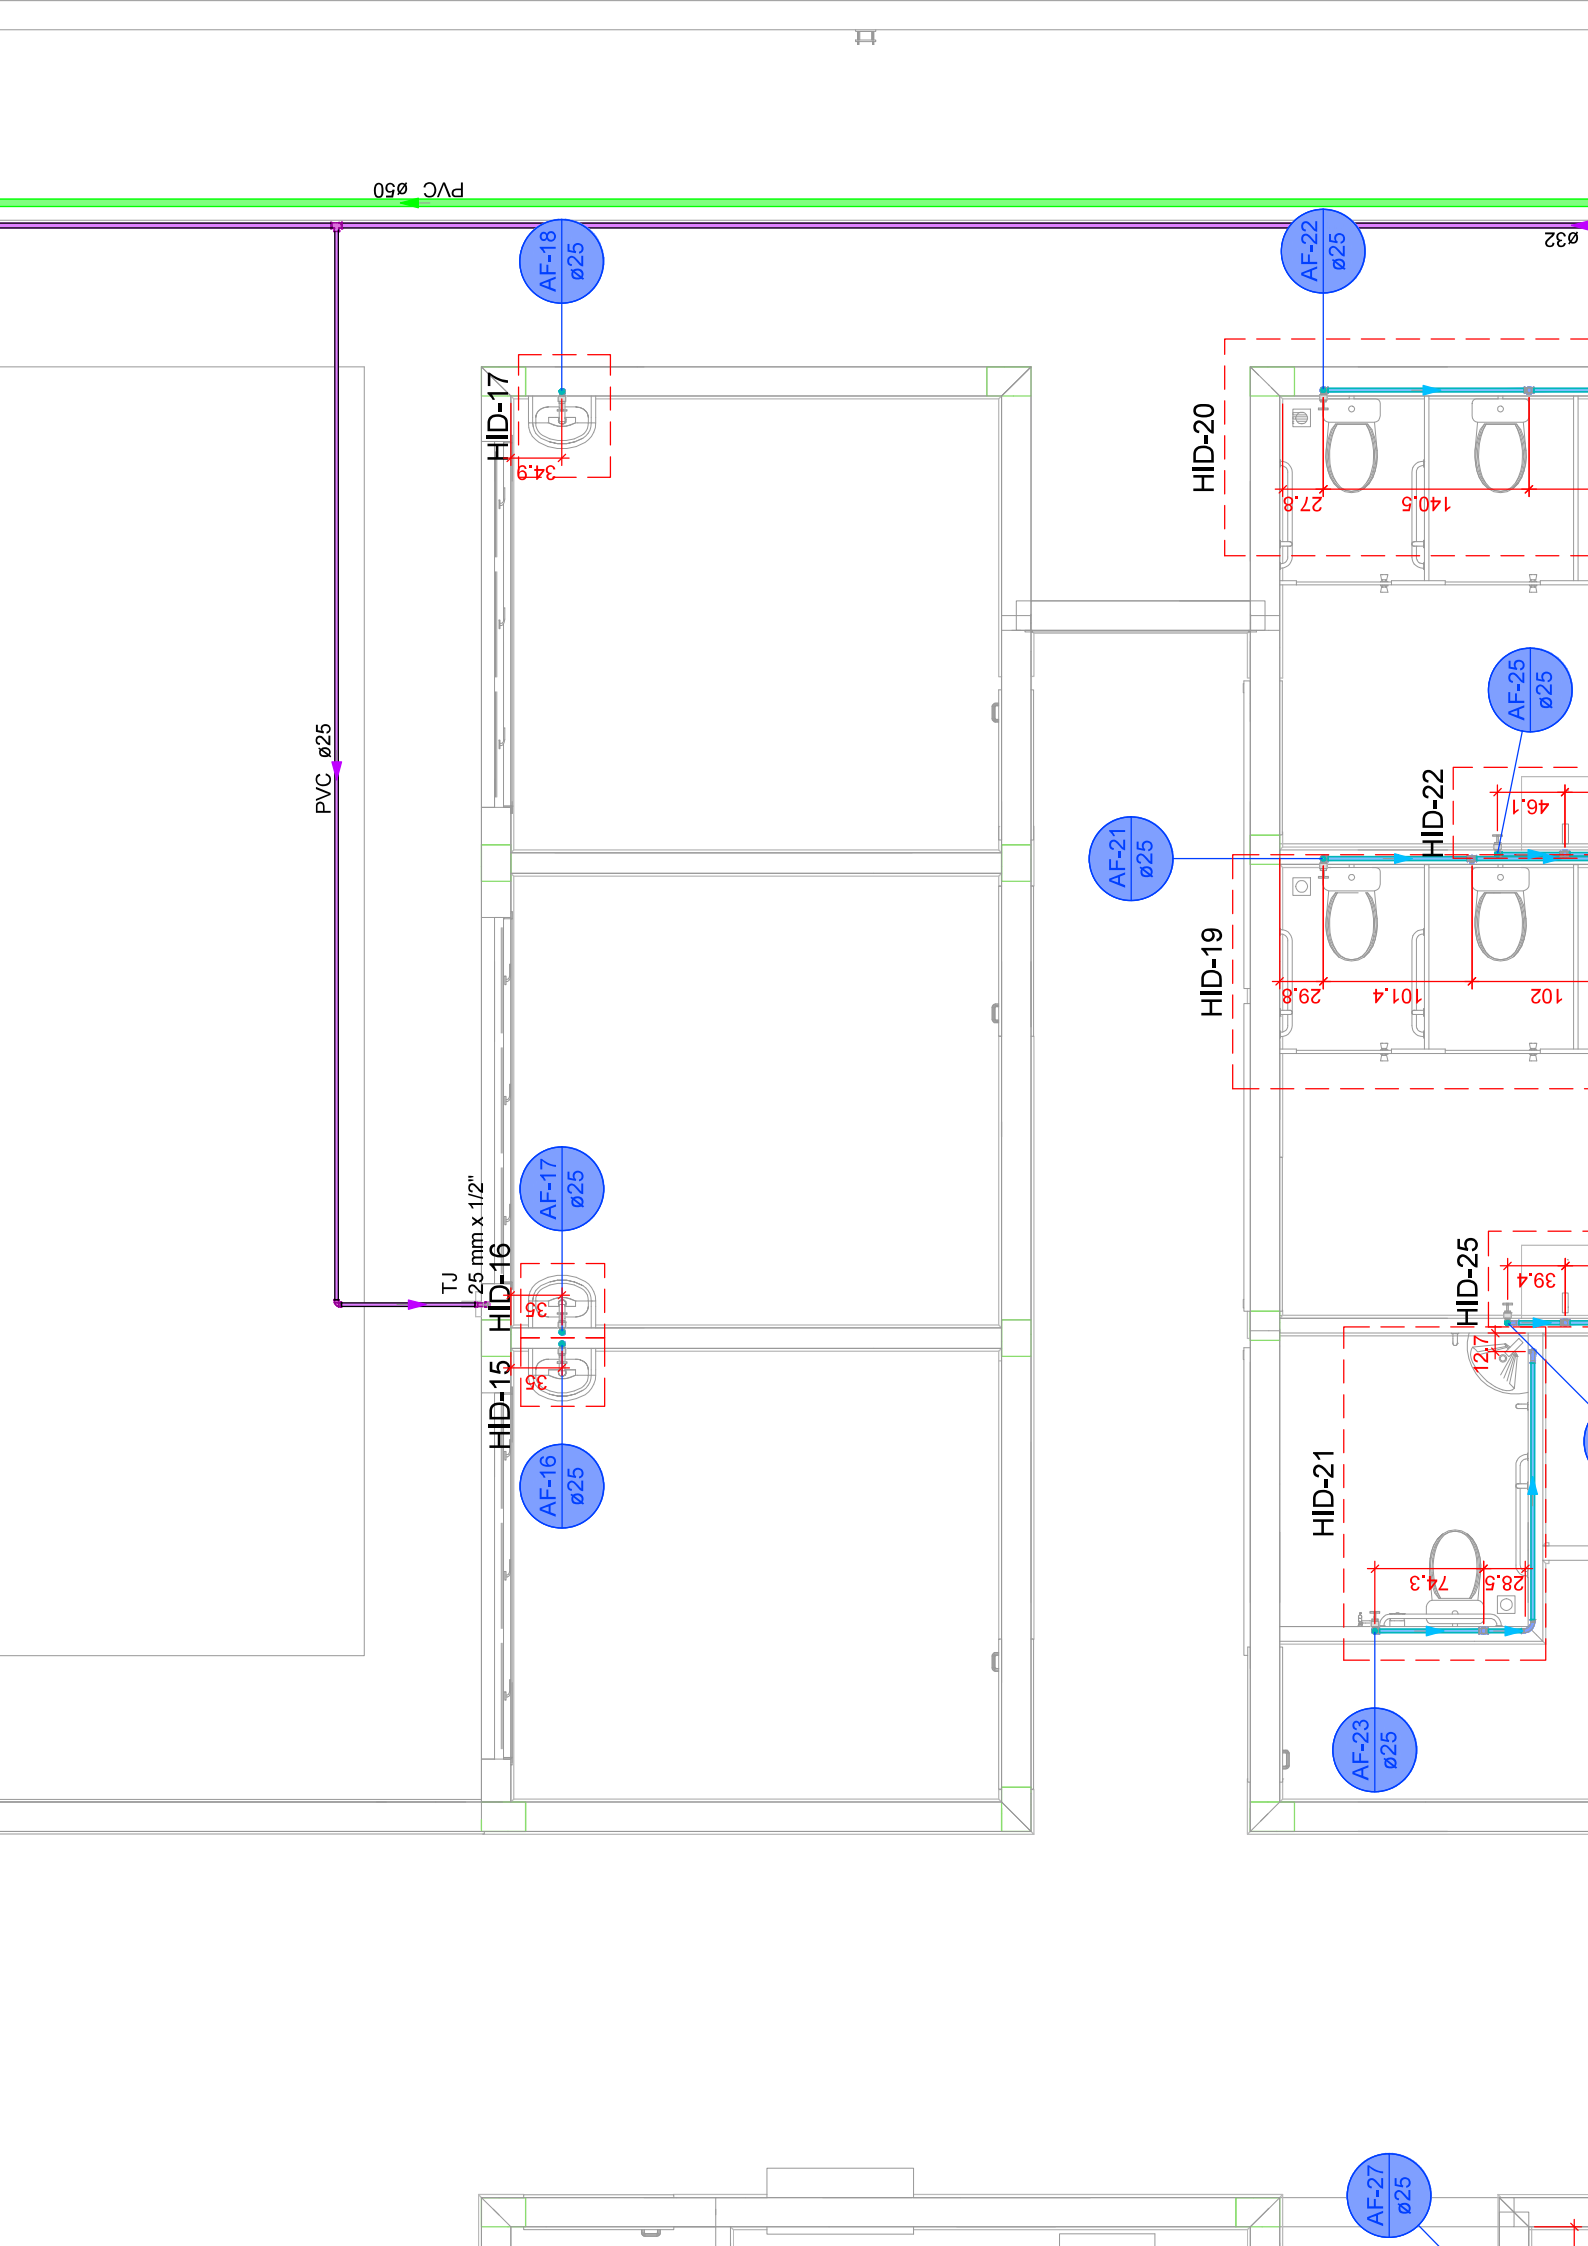 PVC ø50
ø32
AF-18
ø25
AF-22
ø25
HID-17
34.9
HID-20
27.8
140.5
AF-25
ø25
PVC ø25
HID-22
46.1
AF-21
ø25
HID-19
29.8
101.4
102
AF-17
ø25
TJ
25 mm x 1/2"
HID-16
35
HID-25
39.4
HID-15
35
12.7
AF-16
ø25
HID-21
74.3
28.5
AF-23
ø25
AF-27
ø25